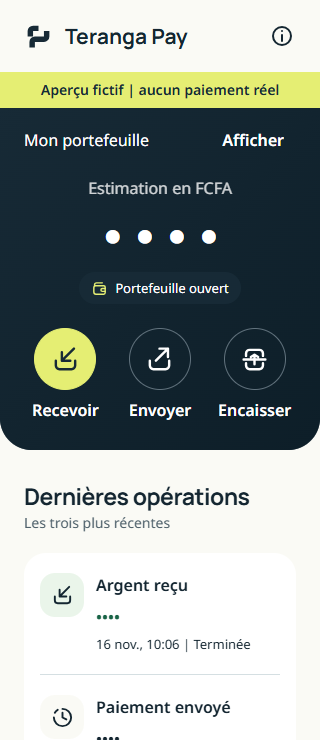 Teranga Pay
Aperçu fictif | aucun paiement réel
Mon portefeuille Afficher
Estimation en FCFA
● ● ● ●
Portefeuille ouvert
Recevoir Envoyer Encaisser
Dernières opérations
Les trois plus récentes
Argent reçu
••••
16 nov., 10:06 | Terminée
Paiement envoyé
••••